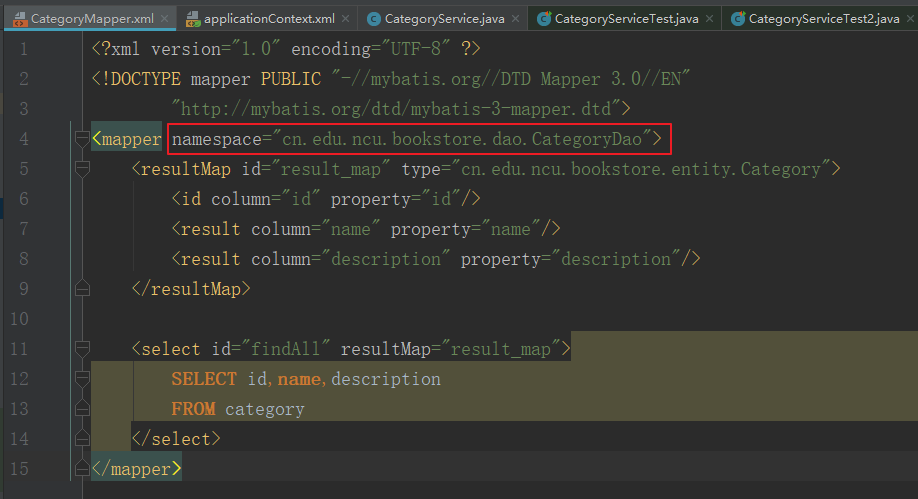 CategoryMapper.xml applicationContext.xml CategoryService.java CategoryServiceTest.java CategoryServiceTest2.java
1 <?xml version="1.0" encoding="UTF-8" ?>
2 <!DOCTYPE mapper PUBLIC "-//mybatis.org//DTD Mapper 3.0//EN"
3 "http://mybatis.org/dtd/mybatis-3-mapper.dtd">
4 <mapper namespace="cn.edu.ncu.bookstore.dao.CategoryDao">
5 <resultMap id="result_map" type="cn.edu.ncu.bookstore.entity.Category">
6 <id column="id" property="id"/>
7 <result column="name" property="name"/>
8 <result column="description" property="description"/>
9 </resultMap>
10
11 <select id="findAll" resultMap="result_map">
12 SELECT id,name,description
13 FROM category
14 </select>
15 </mapper>